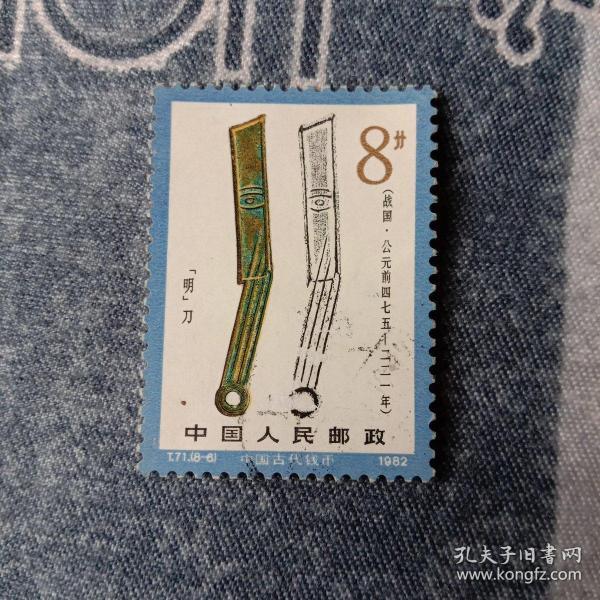 8分
（战国·公元前四七五—二二一年）
「明」刀
中国人民邮政
T.71.(8-6) 中国古代钱币 1982
孔夫子旧书网
www.kongfz.com